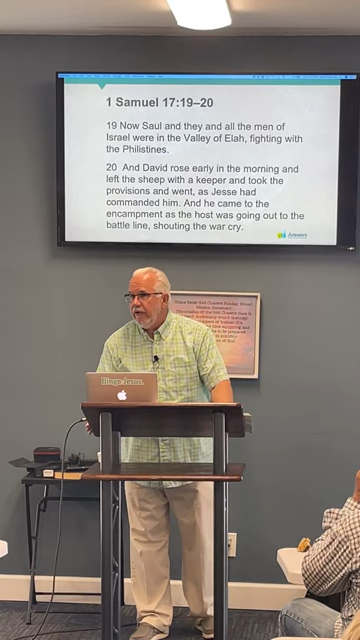 1 Samuel 17:19–20
19 Now Saul and they and all the men of
Israel were in the Valley of Elah, fighting with
the Philistines.
20 And David rose early in the morning and
left the sheep with a keeper and took the
provisions and went, as Jesse had
commanded him. And he came to the
encampment as the host was going out to the
battle line, shouting the war cry.
Answers
Binge Jesus.